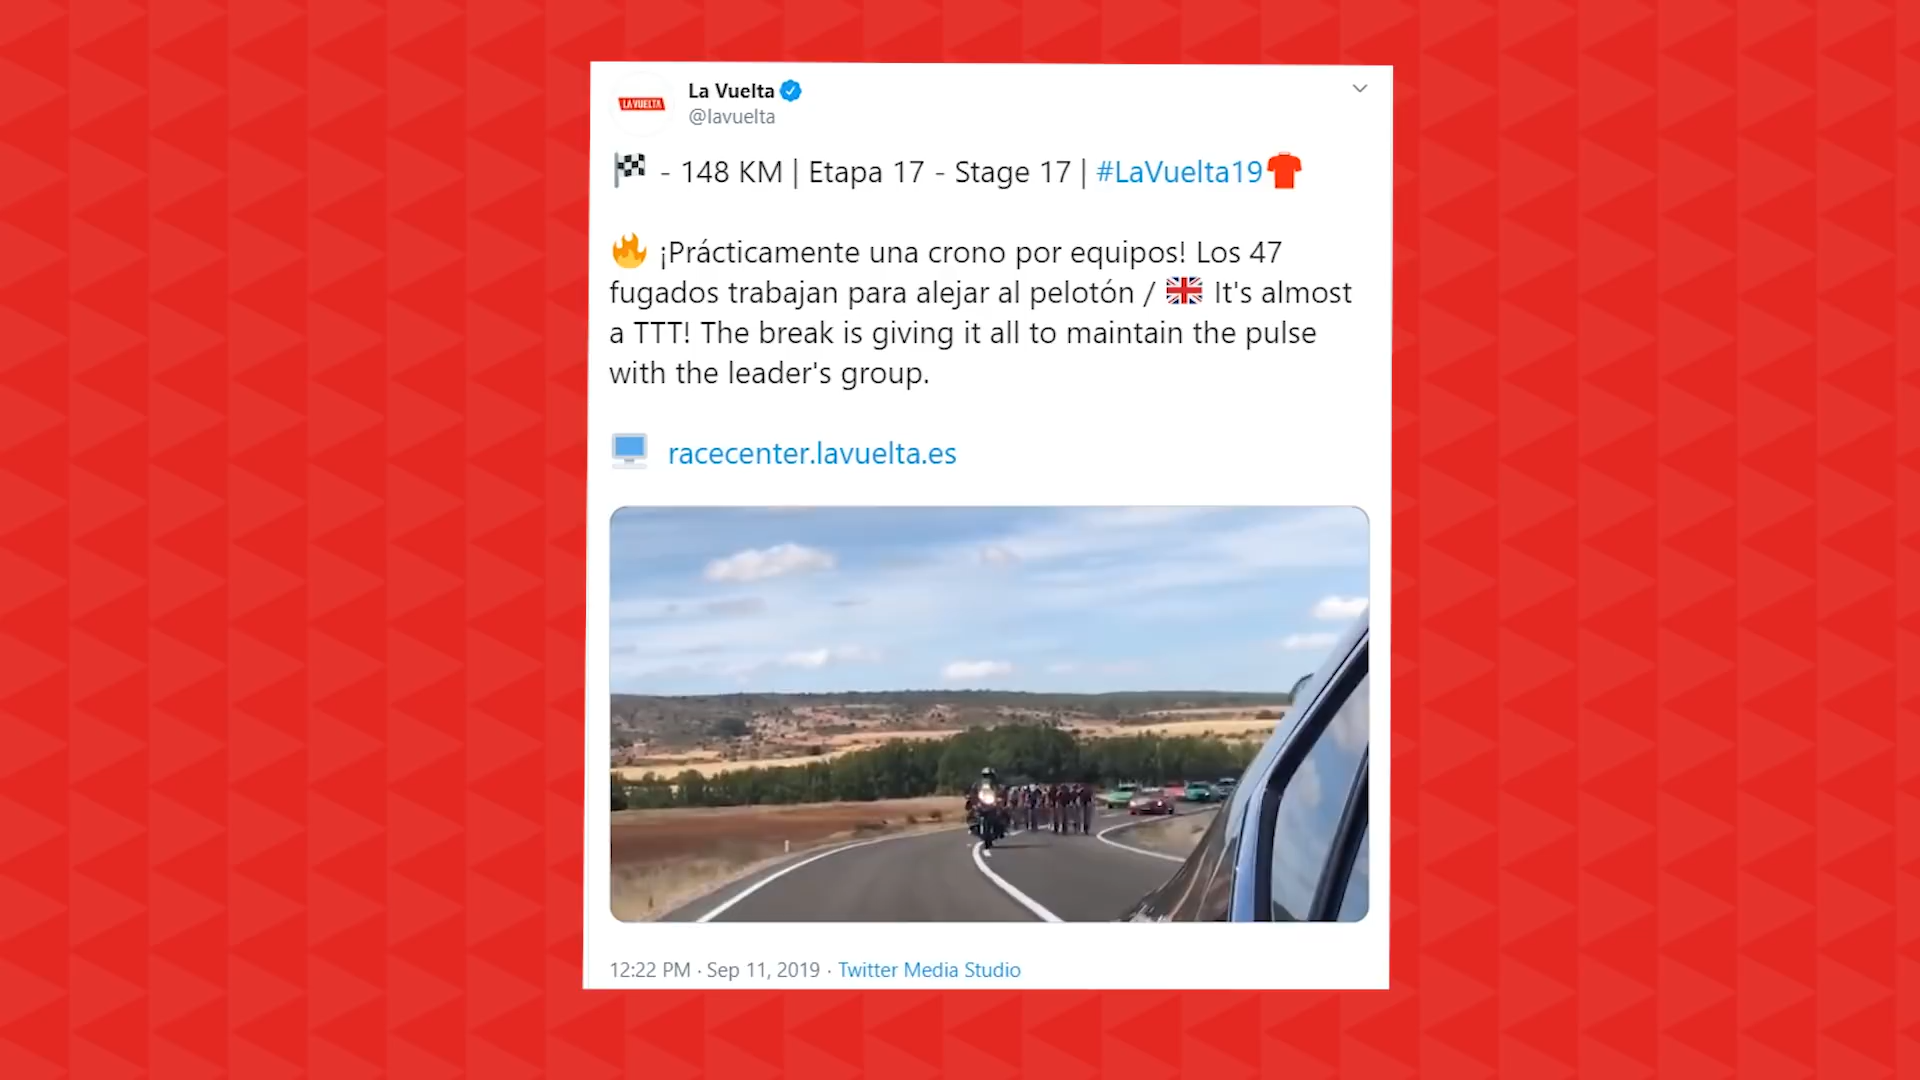 LA VUELTA
La Vuelta
@lavuelta
- 148 KM | Etapa 17 - Stage 17 | #LaVuelta19
¡Prácticamente una crono por equipos! Los 47
fugados trabajan para alejar al pelotón / It's almost
a TTT! The break is giving it all to maintain the pulse
with the leader's group.
racecenter.lavuelta.es
12:22 PM · Sep 11, 2019 · Twitter Media Studio